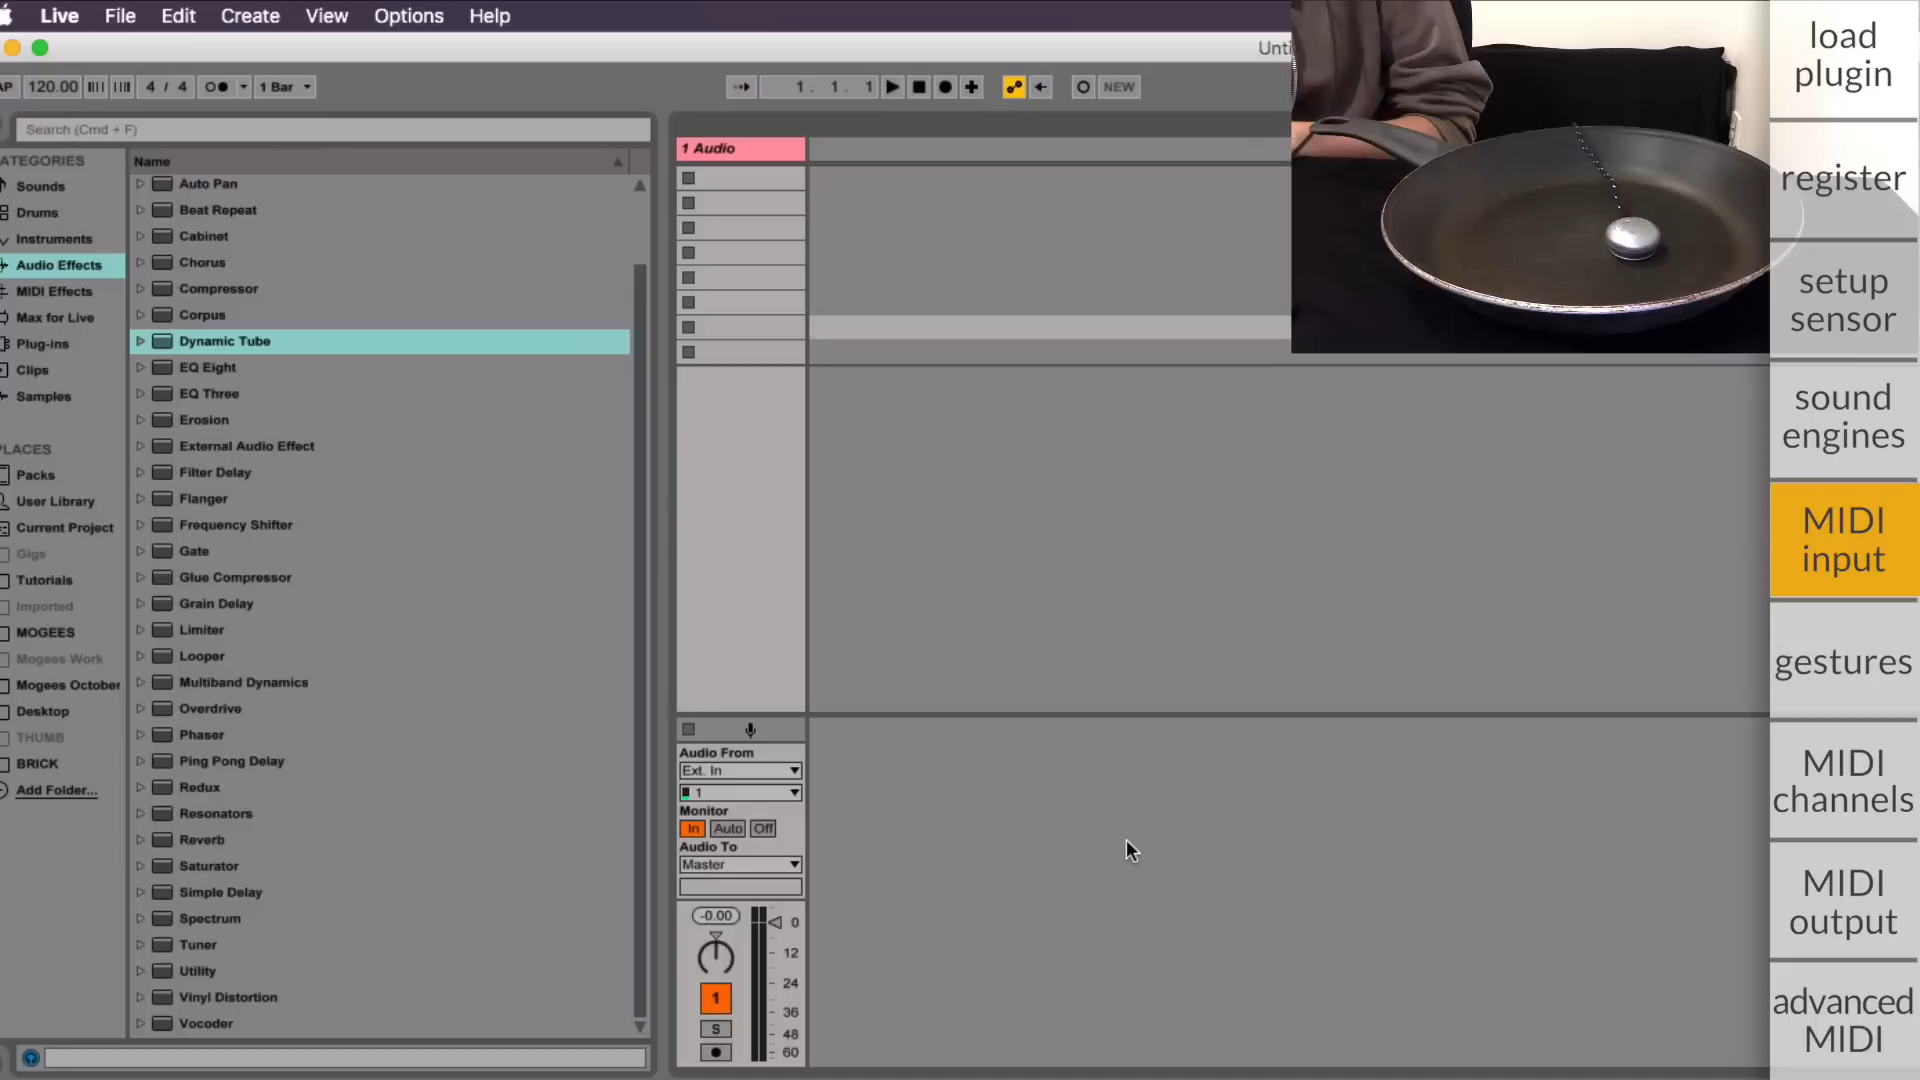 Live File Edit Create View Options Help
Unti
AP 120.00 4 / 4 1 Bar 1. 1. 1 NEW
Search (Cmd + F)
ATEGORIES
Sounds
Drums
Instruments
Audio Effects
MIDI Effects
Max for Live
Plug-ins
Clips
Samples
PLACES
Packs
User Library
Current Project
Gigs
Tutorials
Imported
MOGEES
Mogees Work
Mogees October
Desktop
THUMB
BRICK
Add Folder...
Name
Auto Pan
Beat Repeat
Cabinet
Chorus
Compressor
Corpus
Dynamic Tube
EQ Eight
EQ Three
Erosion
External Audio Effect
Filter Delay
Flanger
Frequency Shifter
Gate
Glue Compressor
Grain Delay
Limiter
Looper
Multiband Dynamics
Overdrive
Phaser
Ping Pong Delay
Redux
Resonators
Reverb
Saturator
Simple Delay
Spectrum
Tuner
Utility
Vinyl Distortion
Vocoder
1 Audio
Audio From
Ext. In
1
Monitor
In Auto Off
Audio To
Master
-0.00
0
12
24
1
36
S
48
60
load
plugin
register
setup
sensor
sound
engines
MIDI
input
gestures
MIDI
channels
MIDI
output
advanced
MIDI